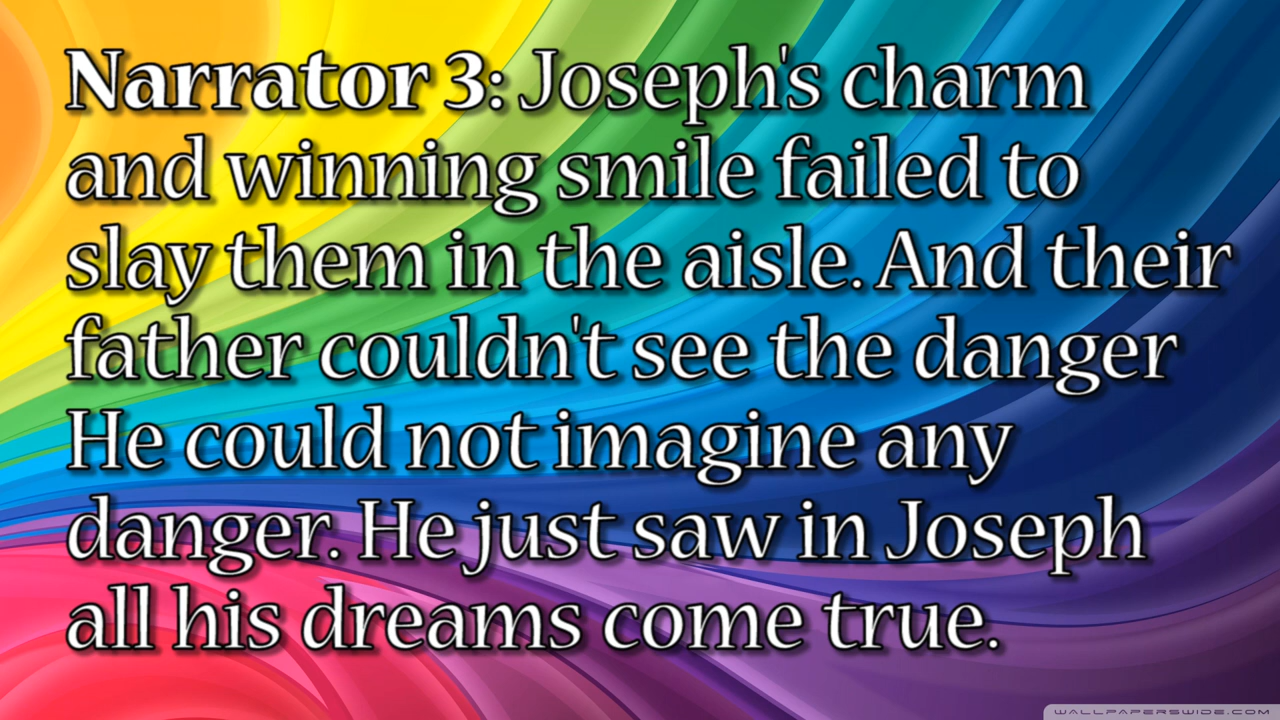 Narrator 3: Joseph's charm
and winning smile failed to
slay them in the aisle. And their
father couldn't see the danger
He could not imagine any
danger. He just saw in Joseph
all his dreams come true.
WALLPAPERSWIDE.COM